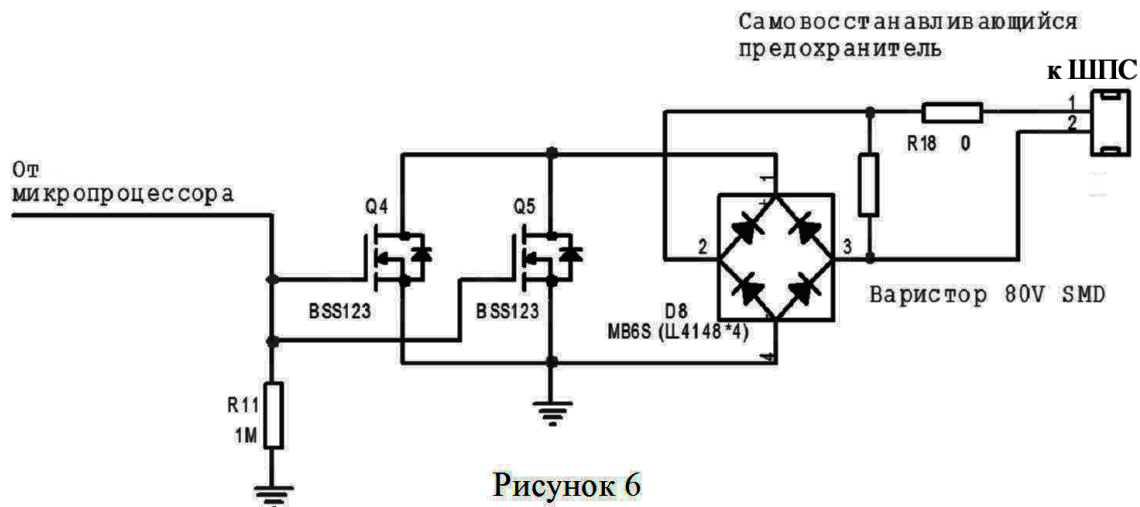 Самовосстанавливающийся
предохранитель
к ШПС
1
2
R18 0
От
микропроцессора
Q4
Q5
1
+
2
3
BSS123
BSS123
D8
MB6S (LL4148*4)
-
4
Варистор 80V SMD
R11
1M
Рисунок 6